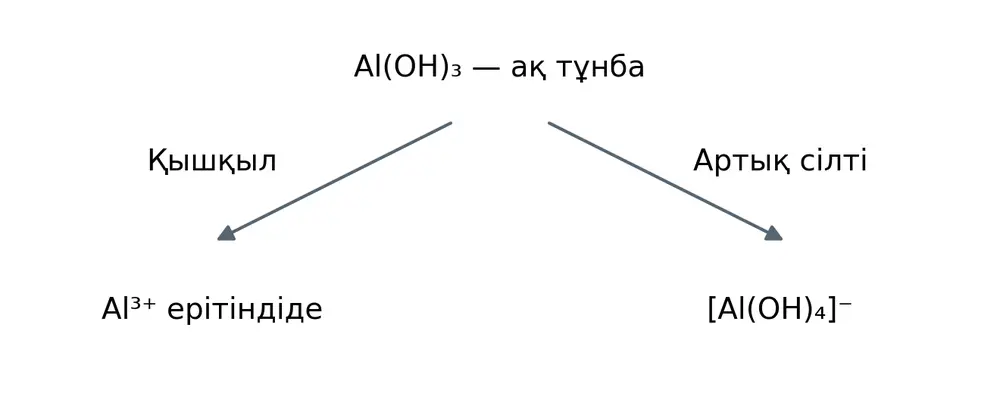 Al(OH)₃ — ақ тұнба
Қышқыл
Артық сілті
Al³⁺ ерітіндіде
[Al(OH)₄]⁻